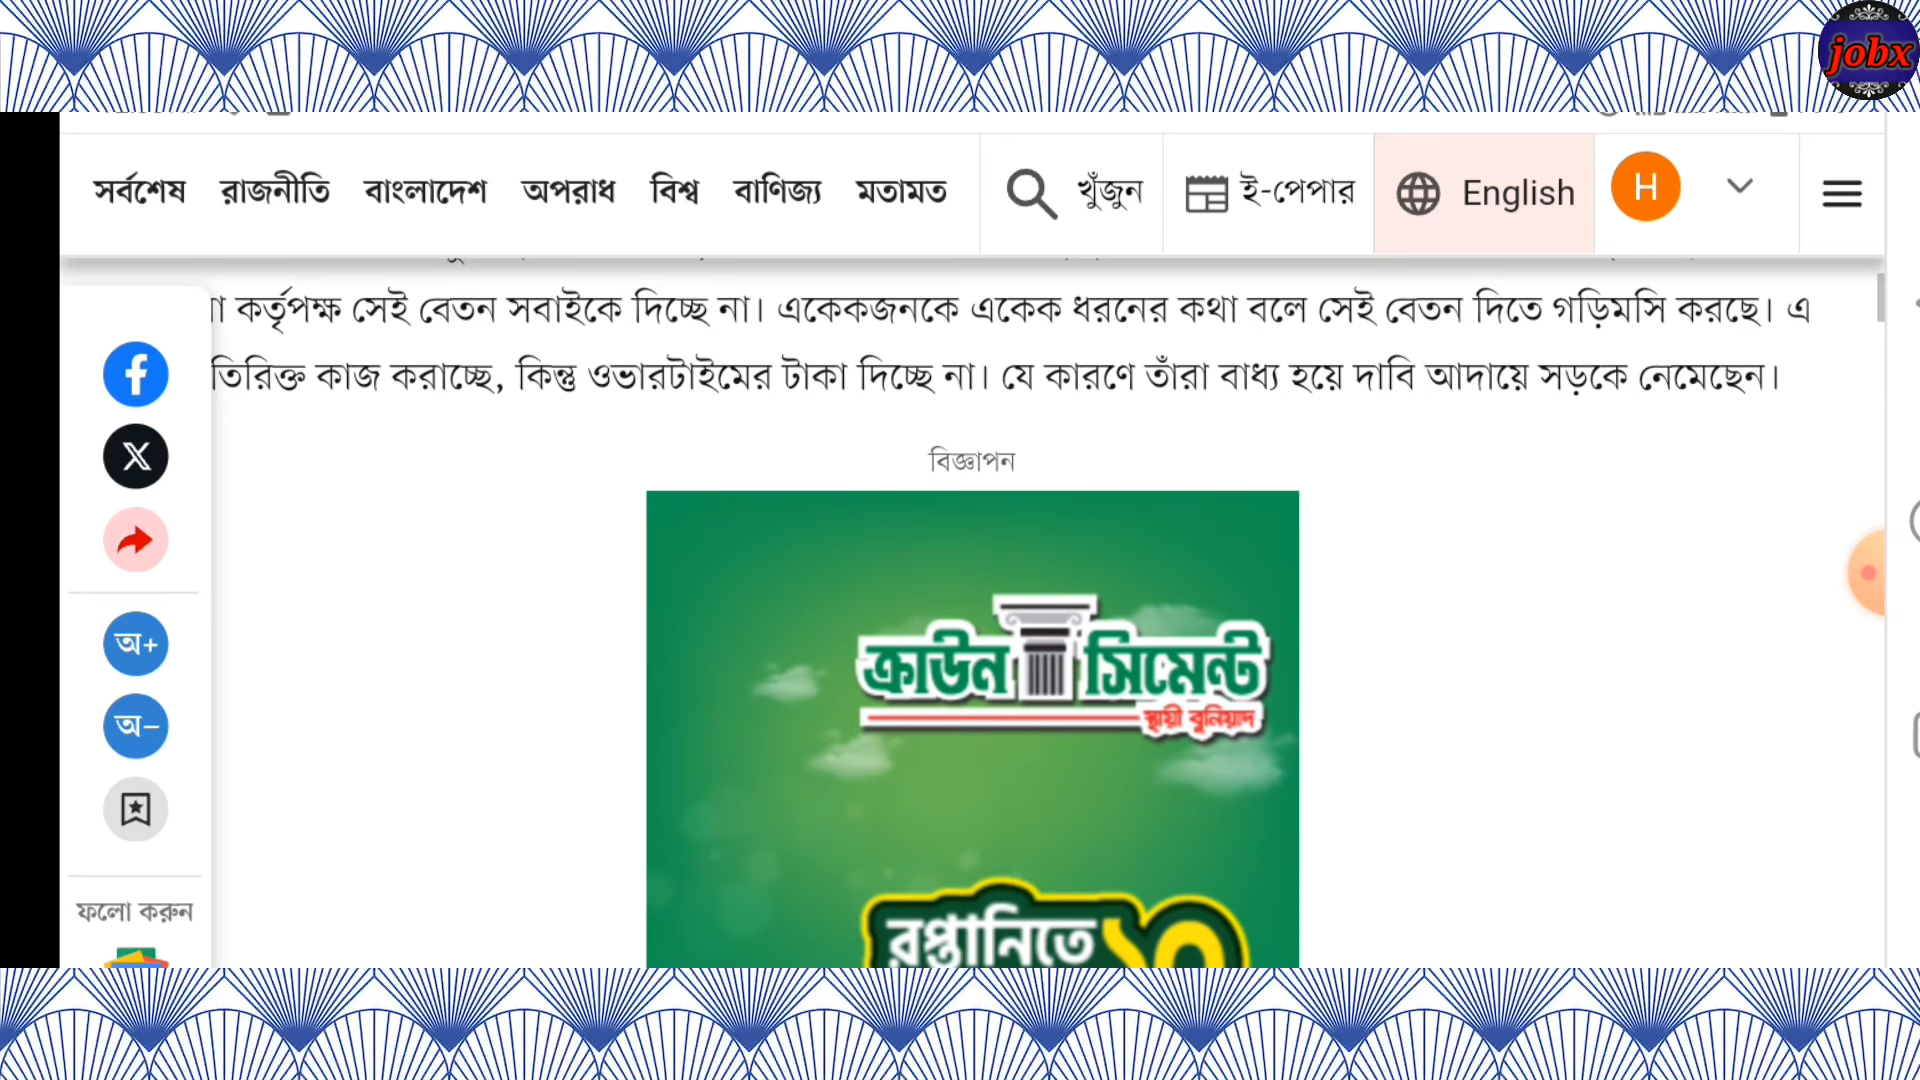 jobx
সর্বশেষ রাজনীতি বাংলাদেশ অপরাধ বিশ্ব বাণিজ্য মতামত খুঁজুন ই-পেপার English H
কর্তৃপক্ষ সেই বেতন সবাইকে দিচ্ছে না। একেকজনকে একেক ধরনের কথা বলে সেই বেতন দিতে গড়িমসি করছে। এ
তিরিক্ত কাজ করাচ্ছে, কিন্তু ওভারটাইমের টাকা দিচ্ছে না। যে কারণে তাঁরা বাধ্য হয়ে দাবি আদায়ে সড়কে নেমেছেন।
বিজ্ঞাপন
ক্রাউন সিমেন্ট
স্থায়ী বুনিয়াদ
রপ্তানিতে
অ+
অ−
ফলো করুন